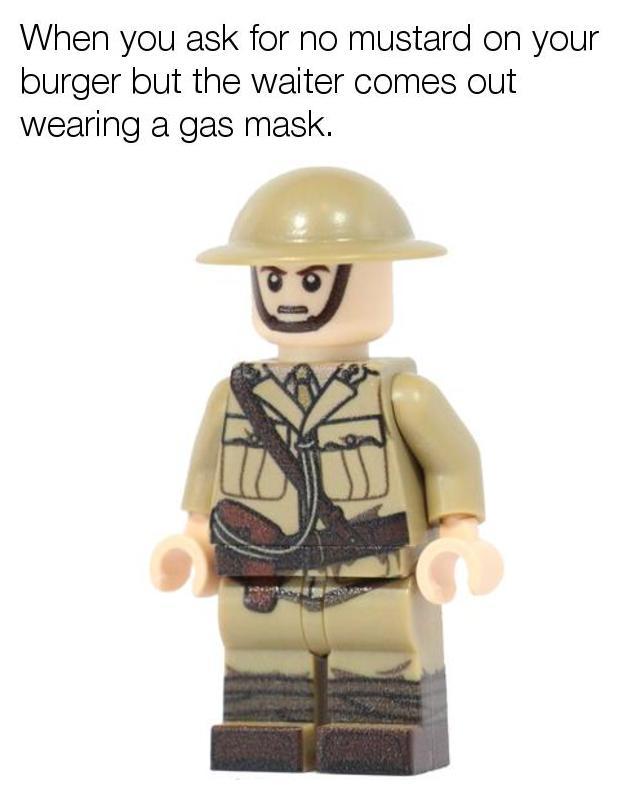 When you ask for no mustard on your
burger but the waiter comes out
wearing a gas mask.